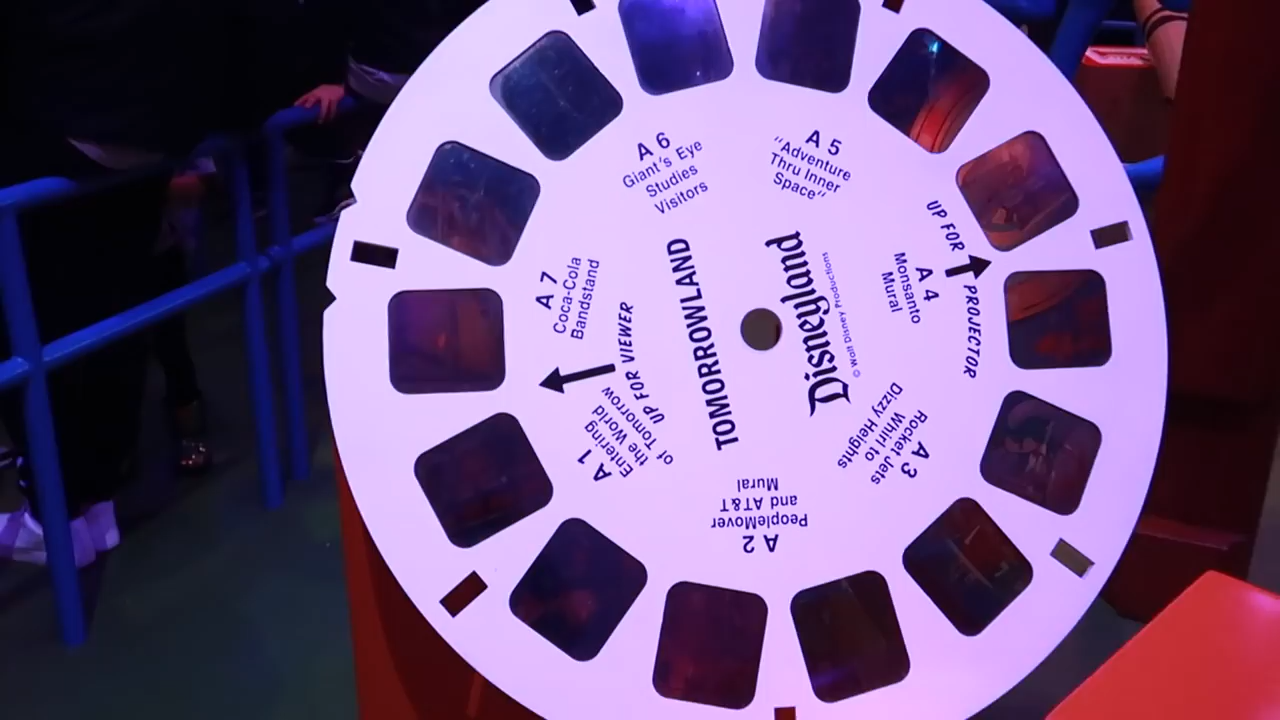 TOMORROWLAND
Disneyland
© Walt Disney Productions
UP FOR VIEWER
UP FOR PROJECTOR
A 1
Entering
the World
of Tomorrow
A 2
PeopleMover
and AT&T
Mural
A 3
Rocket Jets
Whirl to
Dizzy Heights
A 4
Monsanto
Mural
A 5
"Adventure
Thru Inner
Space"
A 6
Giant's Eye
Studies
Visitors
A 7
Coca-Cola
Bandstand